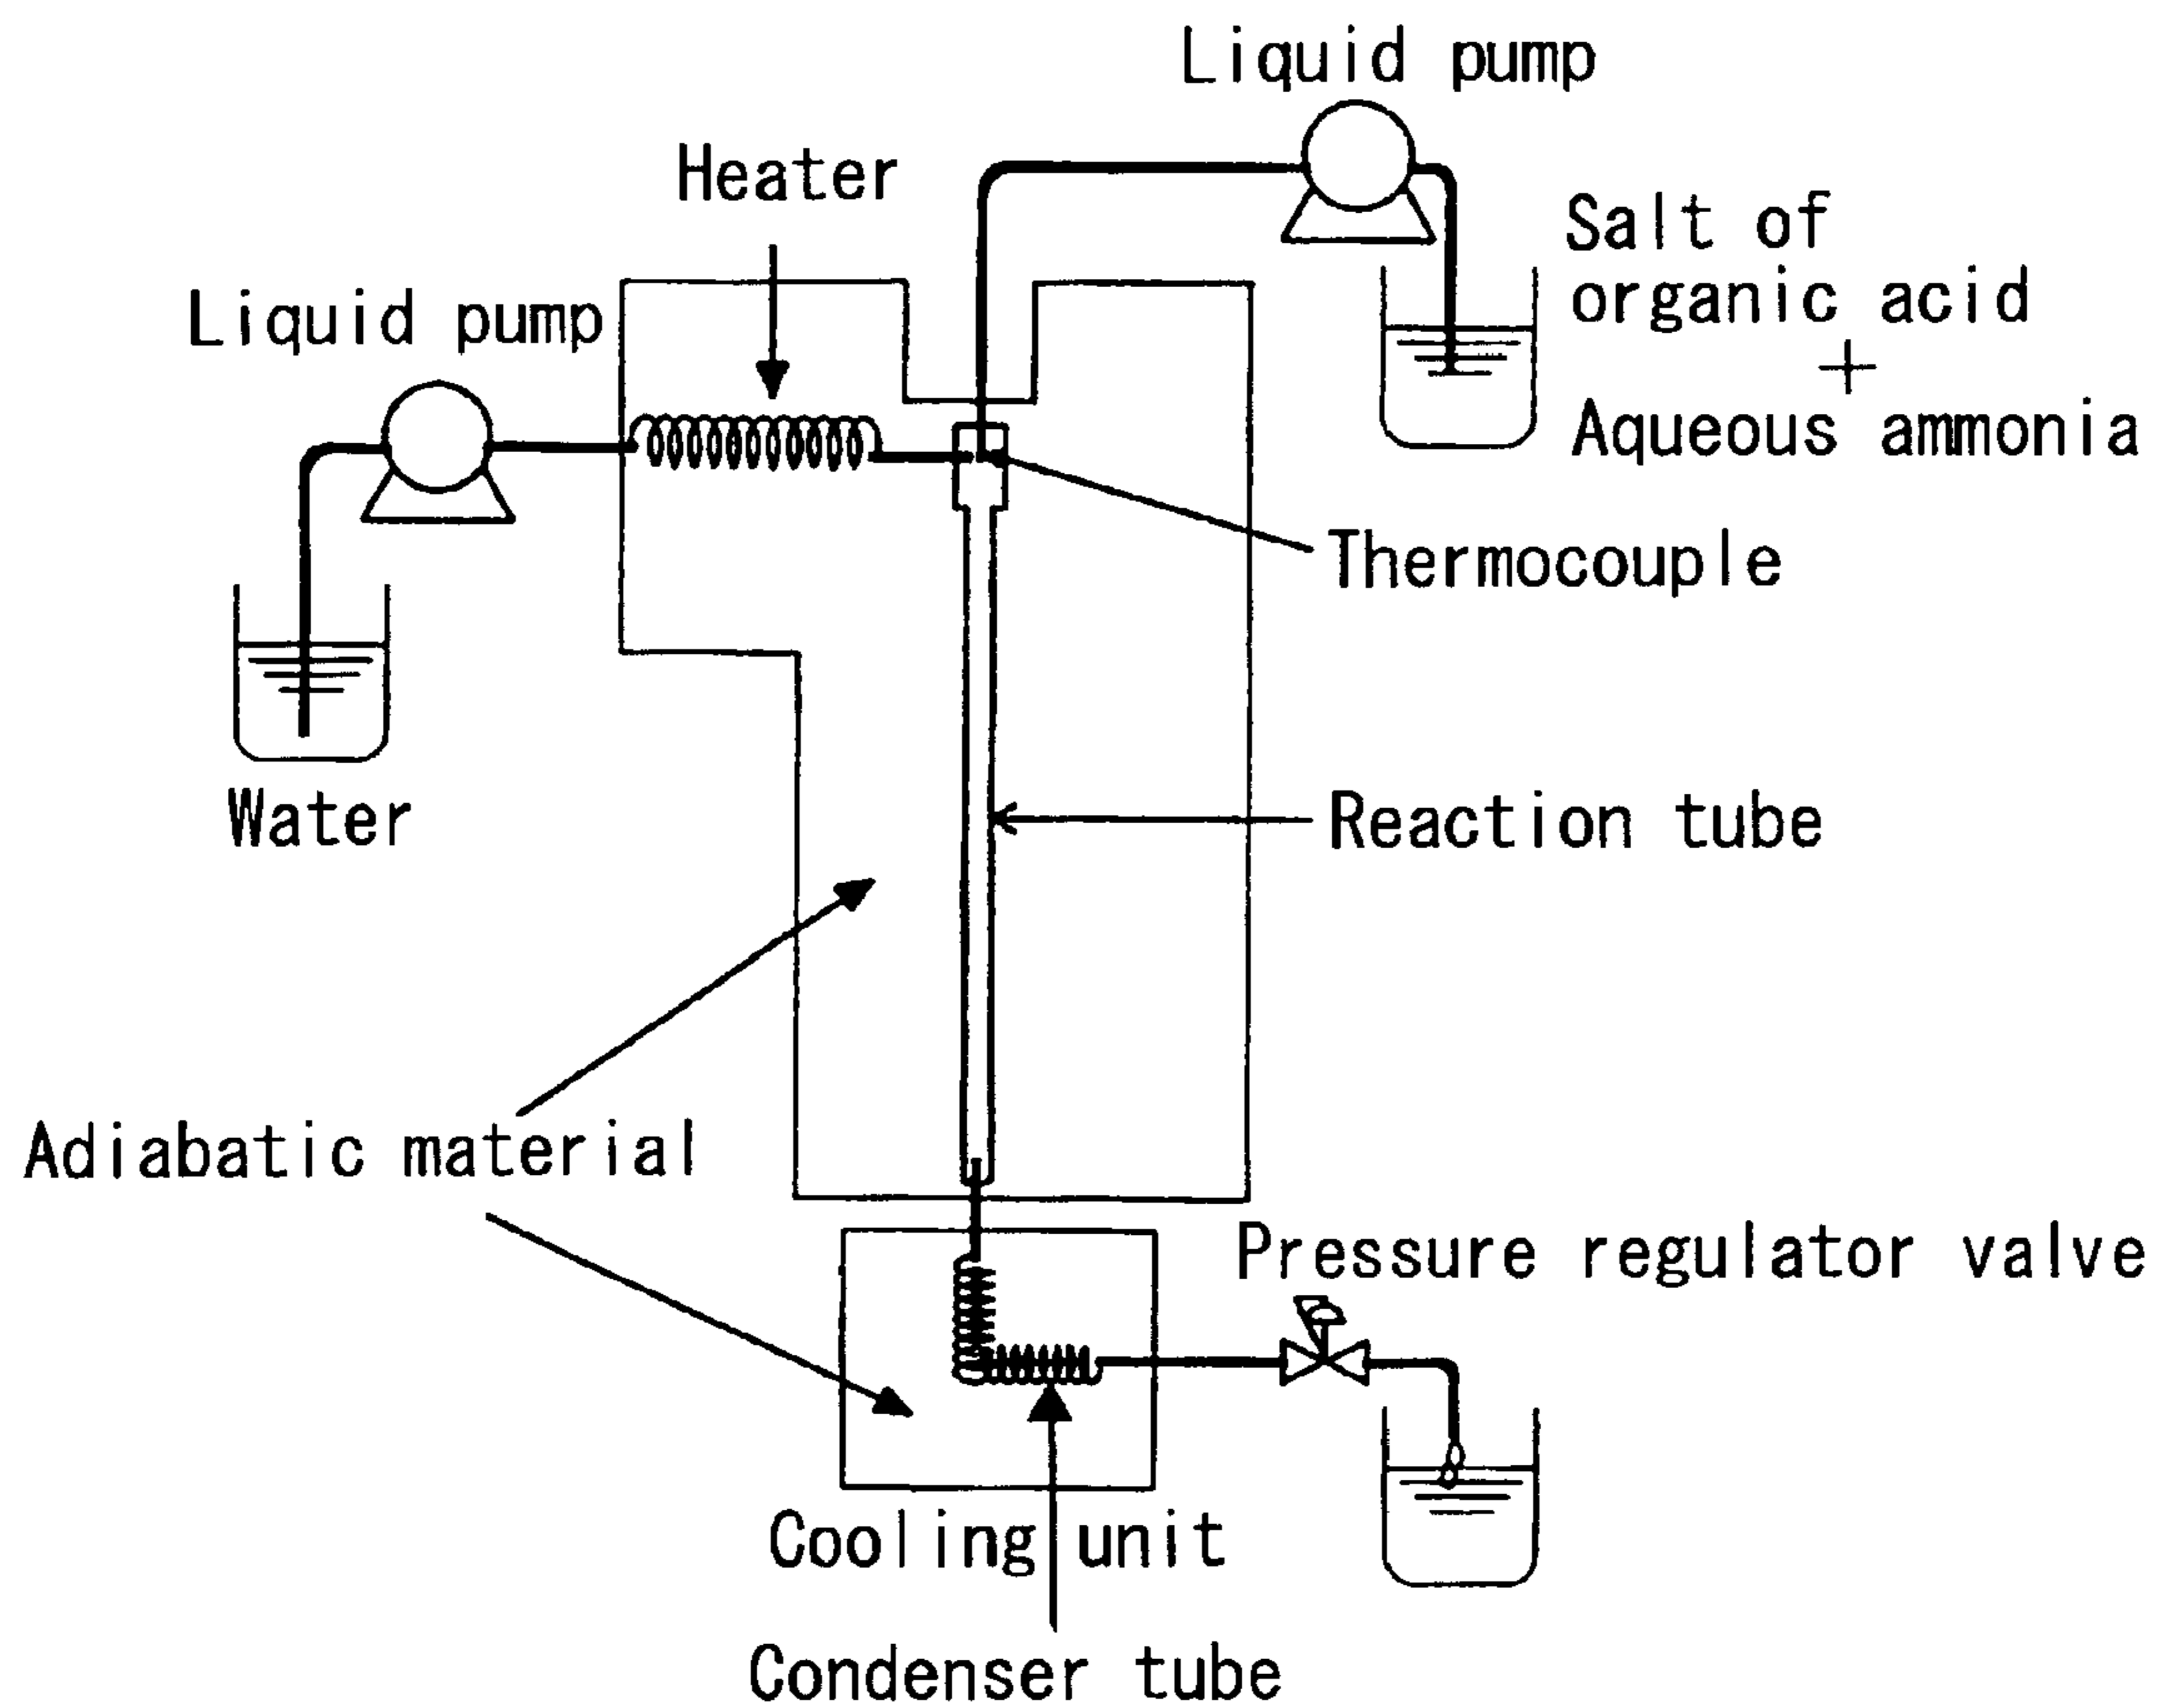 Liquid pump
Heater
Salt of
organic acid
+
Aqueous ammonia
Liquid pump
Thermocouple
Water
Reaction tube
Adiabatic material
Pressure regulator valve
Cooling unit
Condenser tube